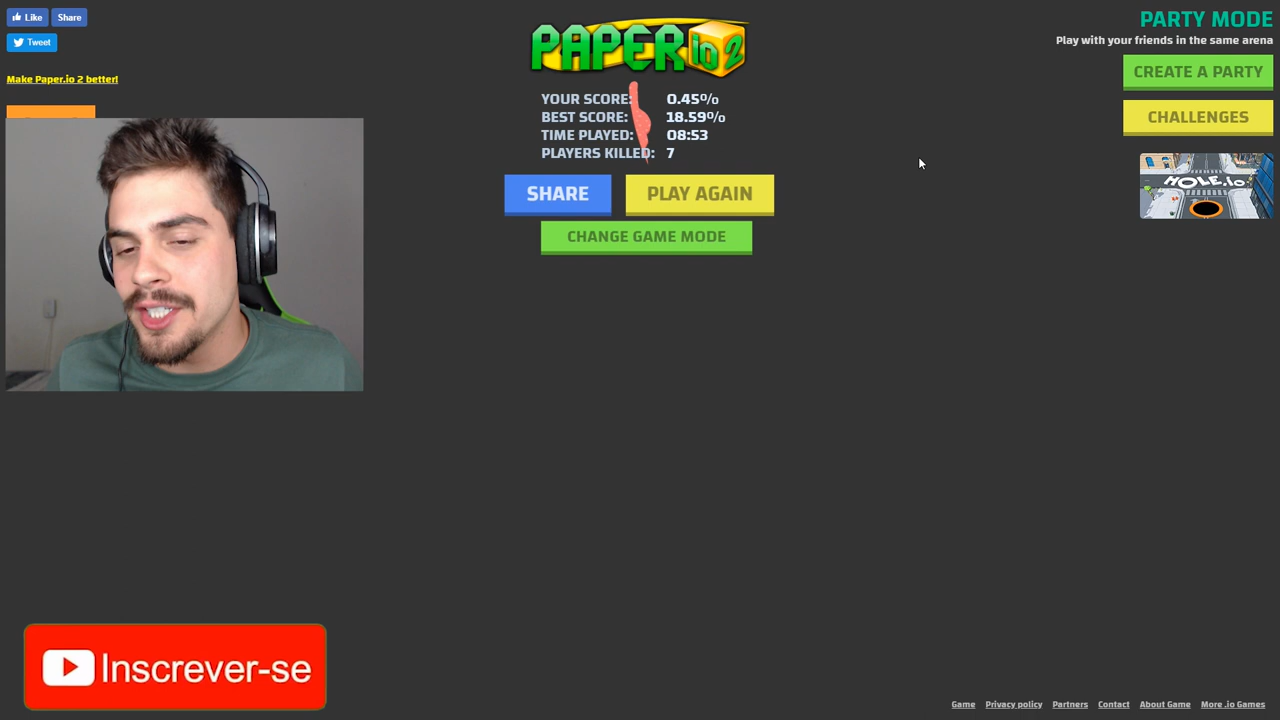 Like Share
Tweet
Make Paper.io 2 better!
PAPER io 2
YOUR SCORE: 0.45%
BEST SCORE: 18.59%
TIME PLAYED: 08:53
PLAYERS KILLED: 7
SHARE
PLAY AGAIN
CHANGE GAME MODE
PARTY MODE
Play with your friends in the same arena
CREATE A PARTY
CHALLENGES
HOLE.io
Inscrever-se
Game Privacy policy Partners Contact About Game More .io Games